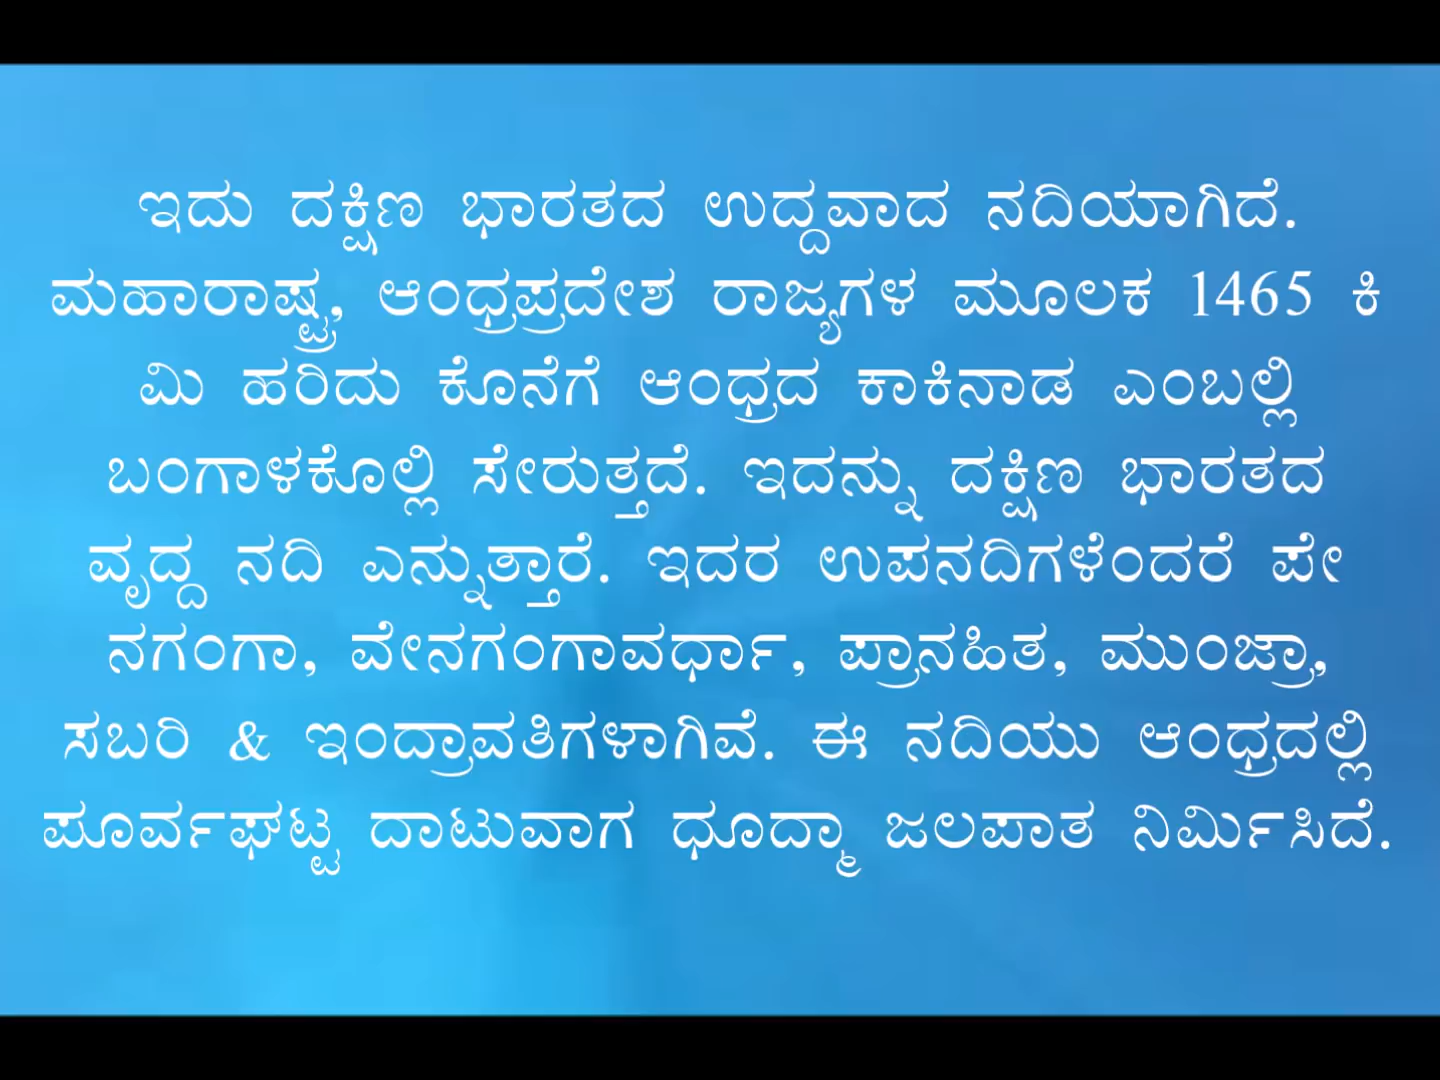 ಇದು ದಕ್ಷಿಣ ಭಾರತದ ಉದ್ದವಾದ ನದಿಯಾಗಿದೆ.
ಮಹಾರಾಷ್ಟ್ರ, ಆಂಧ್ರಪ್ರದೇಶ ರಾಜ್ಯಗಳ ಮೂಲಕ 1465 ಕಿ
ಮಿ ಹರಿದು ಕೊನೆಗೆ ಆಂಧ್ರದ ಕಾಕಿನಾಡ ಎಂಬಲ್ಲಿ
ಬಂಗಾಳಕೊಲ್ಲಿ ಸೇರುತ್ತದೆ. ಇದನ್ನು ದಕ್ಷಿಣ ಭಾರತದ
ವೃದ್ದ ನದಿ ಎನ್ನುತ್ತಾರೆ. ಇದರ ಉಪನದಿಗಳೆಂದರೆ ಪೇ
ನಗಂಗಾ, ವೇನಗಂಗಾವರ್ಧಾ, ಪ್ರಾನಹಿತ, ಮುಂಜ್ರಾ,
ಸಬರಿ & ಇಂದ್ರಾವತಿಗಳಾಗಿವೆ. ಈ ನದಿಯು ಆಂಧ್ರದಲ್ಲಿ
ಪೂರ್ವಘಟ್ಟ ದಾಟುವಾಗ ಧೂದ್ಮಾ ಜಲಪಾತ ನಿರ್ಮಿಸಿದೆ.